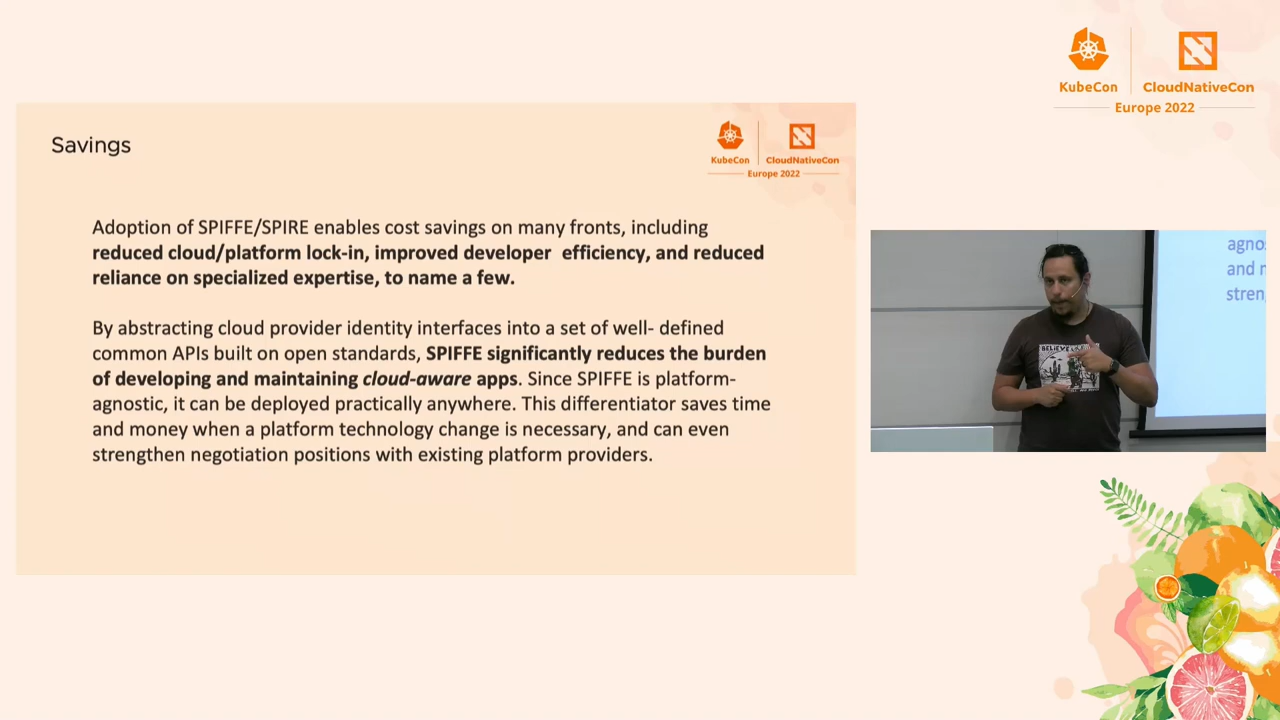 KubeCon
CloudNativeCon
Europe 2022
Savings
KubeCon
CloudNativeCon
Europe 2022
Adoption of SPIFFE/SPIRE enables cost savings on many fronts, including
reduced cloud/platform lock-in, improved developer  efficiency, and reduced
reliance on specialized expertise, to name a few.
By abstracting cloud provider identity interfaces into a set of well- defined
common APIs built on open standards, SPIFFE significantly reduces the burden
of developing and maintaining cloud-aware apps. Since SPIFFE is platform-
agnostic, it can be deployed practically anywhere. This differentiator saves time
and money when a platform technology change is necessary, and can even
strengthen negotiation positions with existing platform providers.
agno
and
stren
BELIEVE